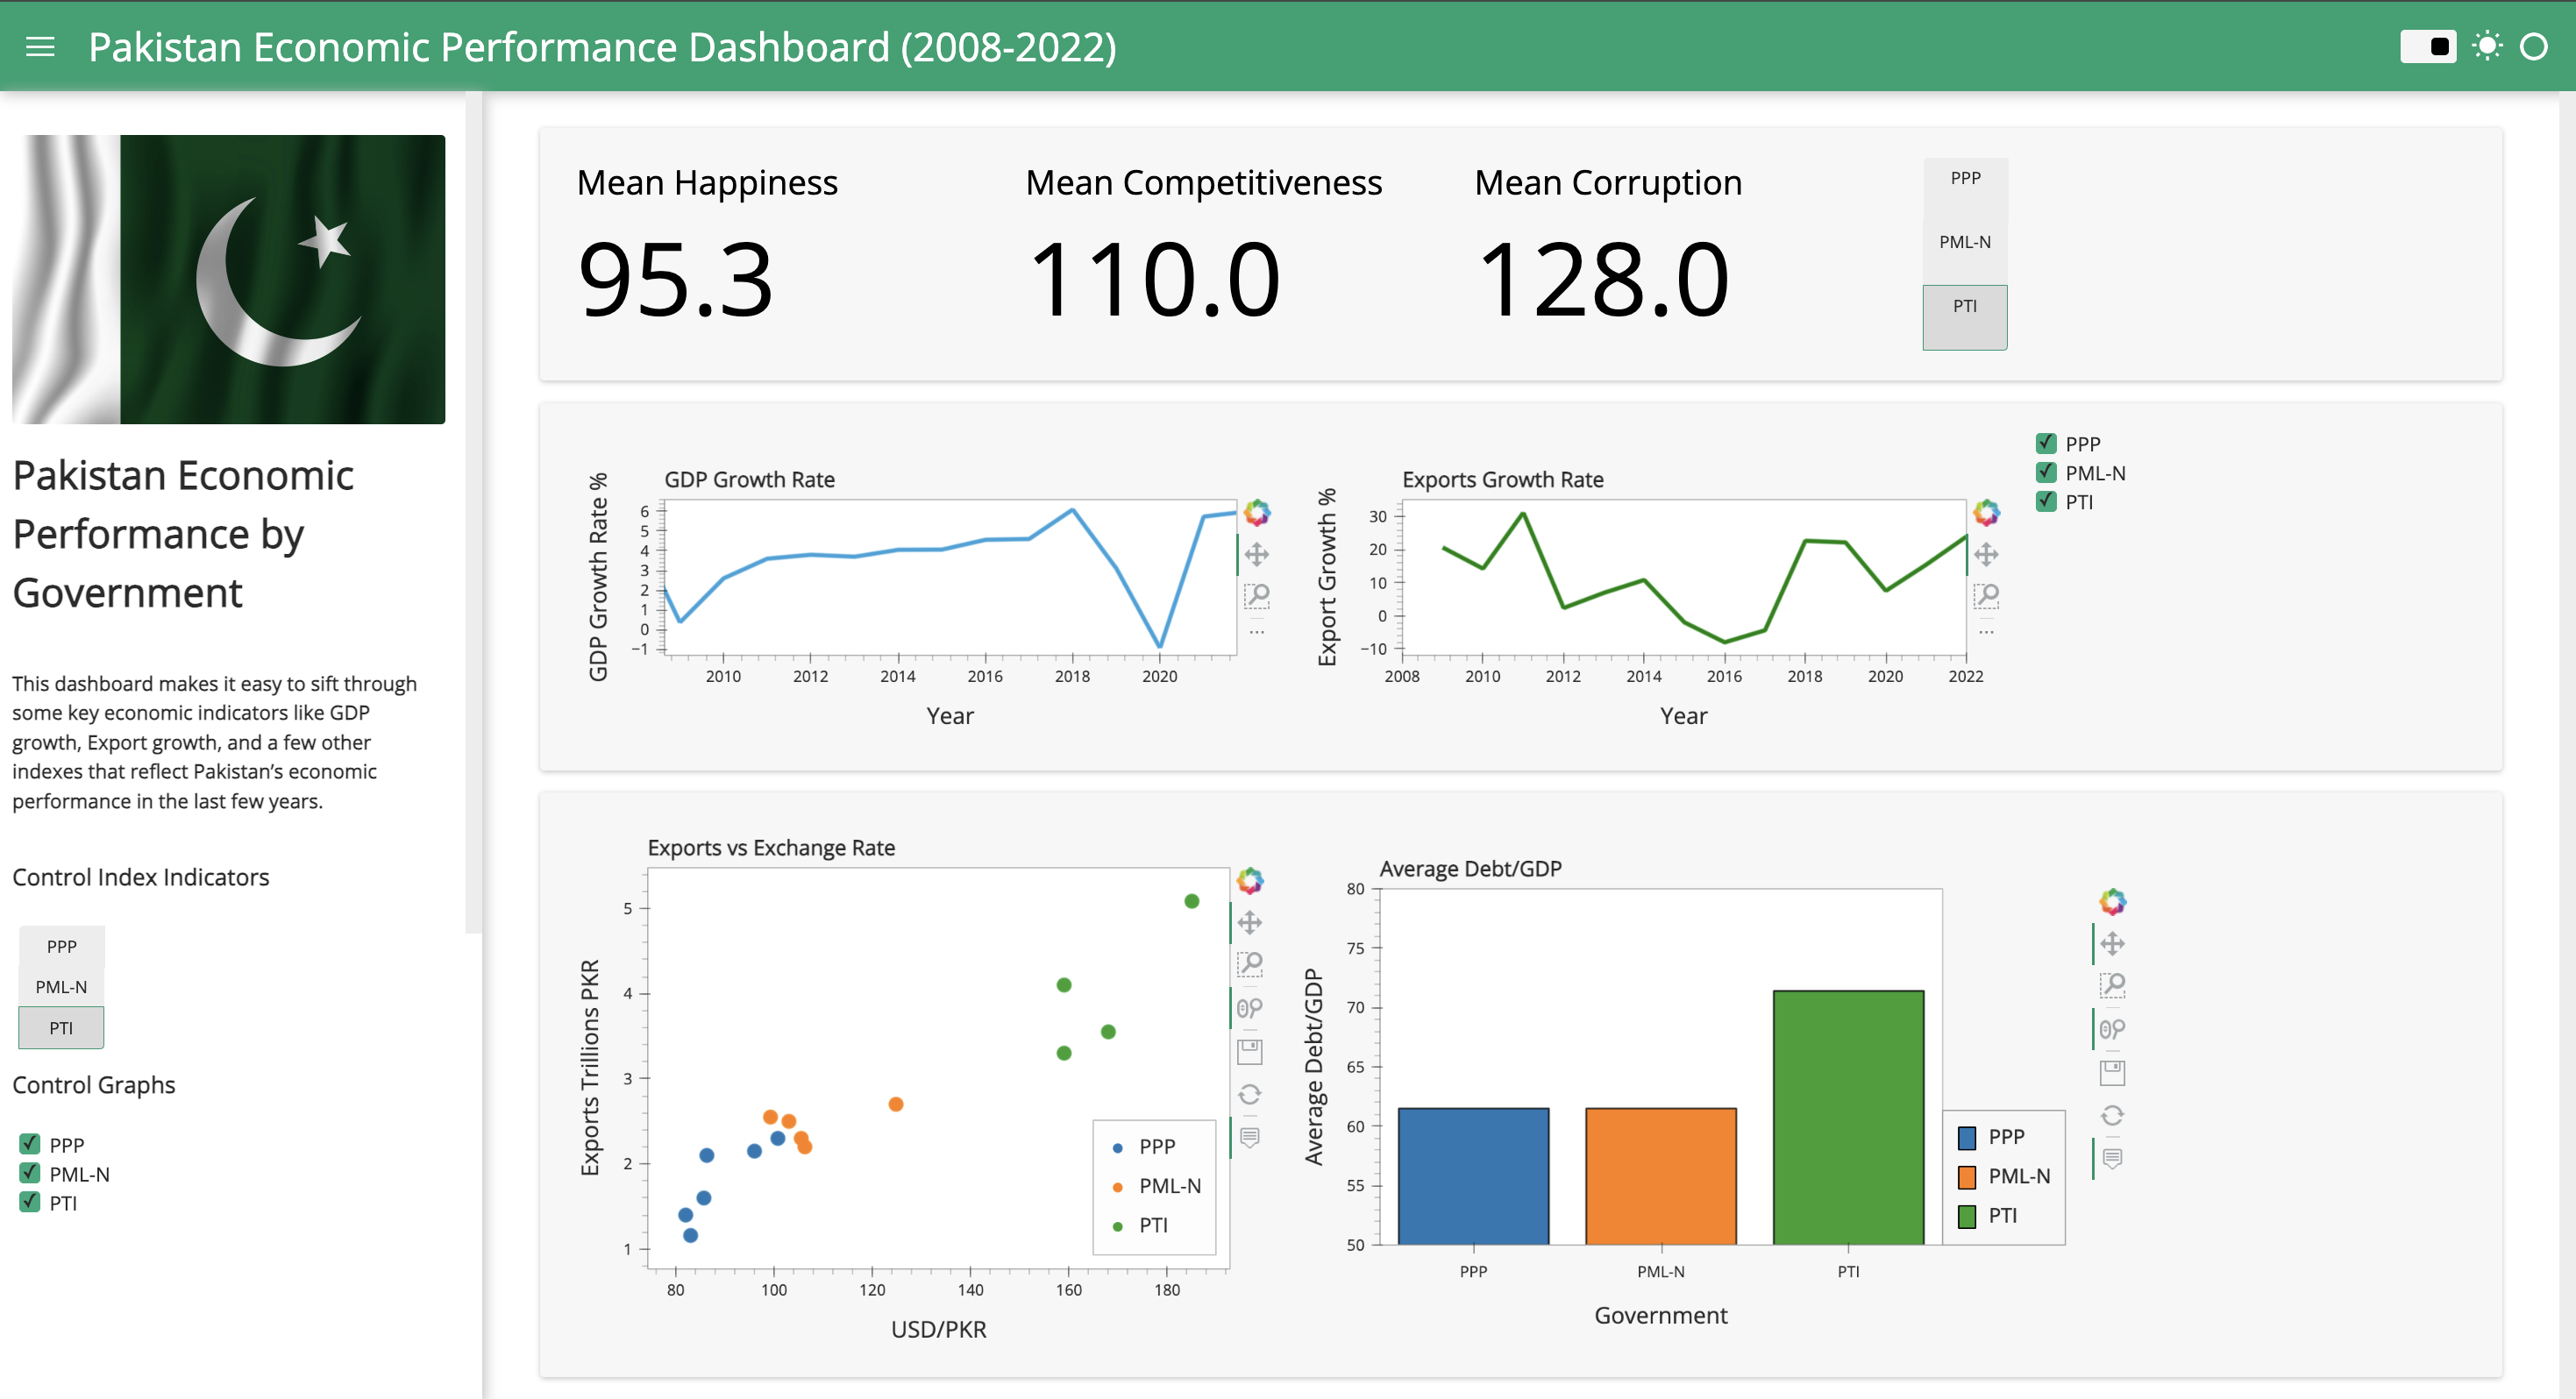 Pakistan Economic Performance Dashboard (2008-2022)
Pakistan Economic
Performance by
Government
This dashboard makes it easy to sift through
some key economic indicators like GDP
growth, Export growth, and a few other
indexes that reflect Pakistan’s economic
performance in the last few years.
Control Index Indicators
PPP
PML-N
PTI
Control Graphs
PPP
PML-N
PTI
Mean Happiness
95.3
Mean Competitiveness
110.0
Mean Corruption
128.0
PPP
PML-N
PTI
GDP Growth Rate
GDP Growth Rate %
6
5
4
3
2
1
0
−1
2010 2012 2014 2016 2018 2020
Year
Exports Growth Rate
Export Growth %
30
20
10
0
−10
2008 2010 2012 2014 2016 2018 2020 2022
Year
PPP
PML-N
PTI
Exports vs Exchange Rate
Exports Trillions PKR
5
4
3
2
1
80 100 120 140 160 180
USD/PKR
PPP
PML-N
PTI
Average Debt/GDP
Average Debt/GDP
80
75
70
65
60
55
50
PPP PML-N PTI
Government
PPP
PML-N
PTI